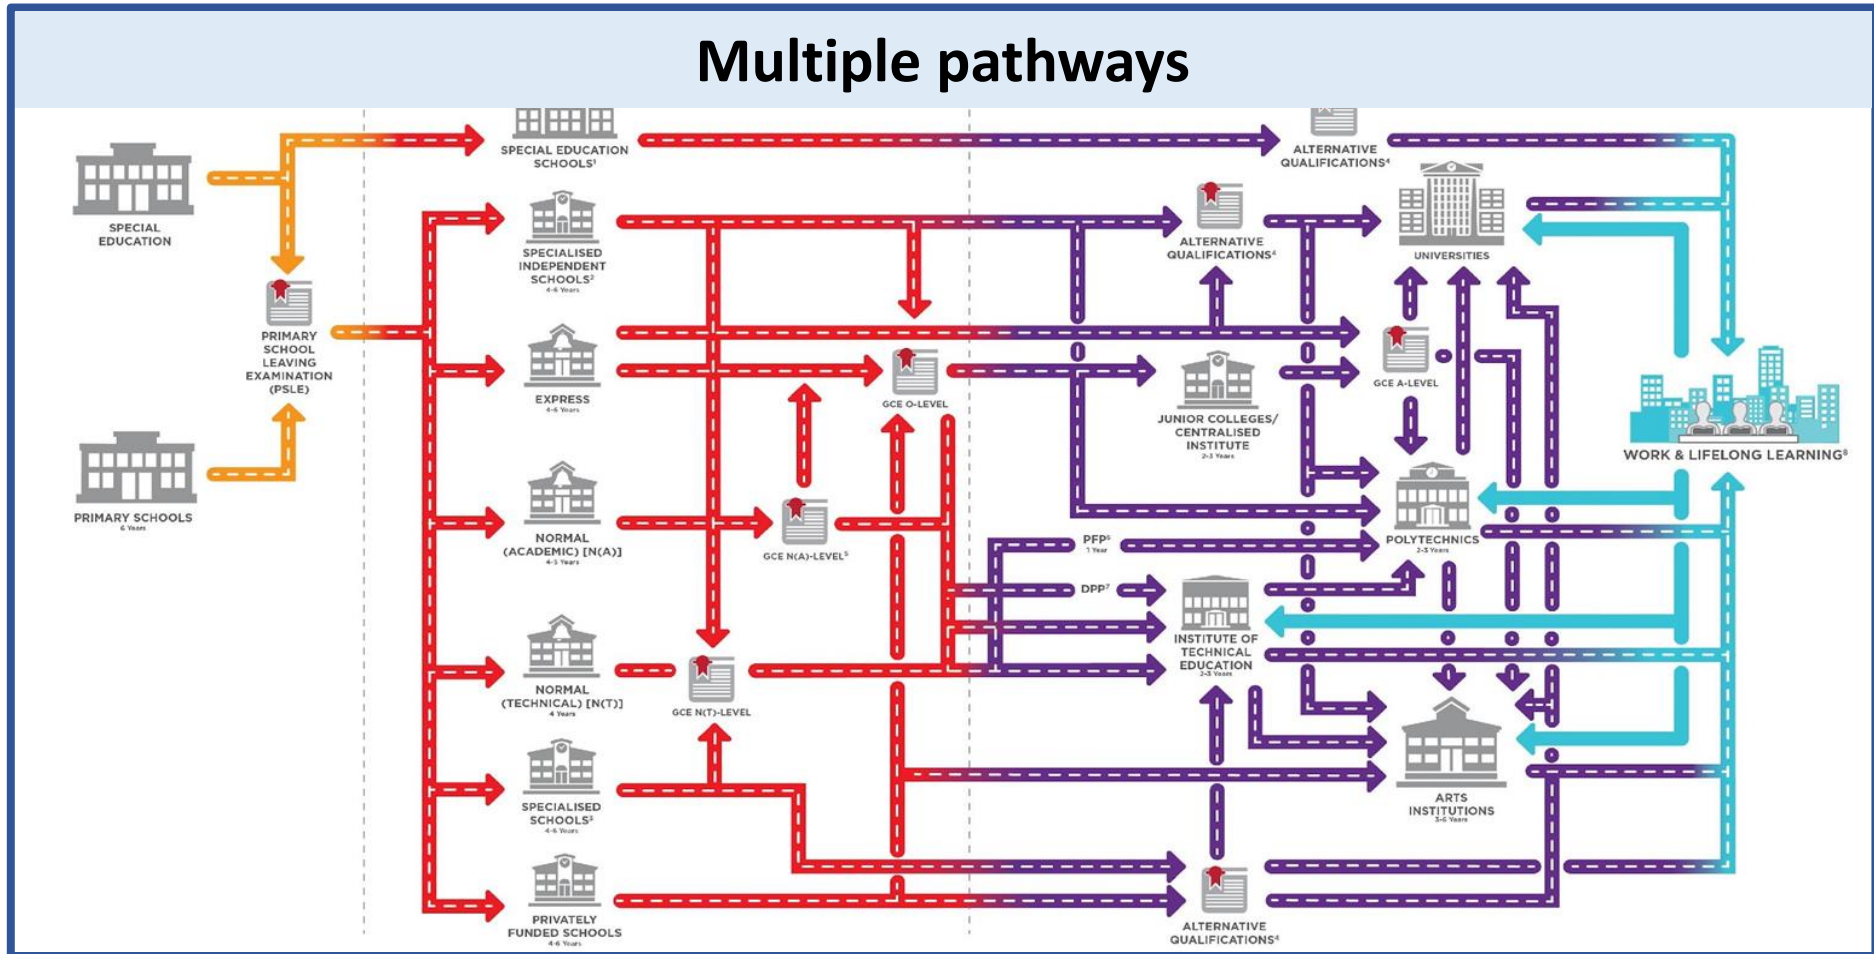 Multiple pathways
SPECIAL
EDUCATION
PRIMARY
SCHOOL
LEAVING
EXAMINATION
(PSLE)
PRIMARY SCHOOLS
6 Years
SPECIAL EDUCATION
SCHOOLS¹
SPECIALISED
INDEPENDENT
SCHOOLS²
4-6 Years
EXPRESS
4-6 Years
NORMAL
(ACADEMIC) [N(A)]
4-5 Years
NORMAL
(TECHNICAL) [N(T)]
4 Years
SPECIALISED
SCHOOLS³
4-6 Years
PRIVATELY
FUNDED SCHOOLS
4-6 Years
GCE O-LEVEL
GCE N(A)-LEVEL⁵
GCE N(T)-LEVEL
ALTERNATIVE
QUALIFICATIONS⁴
ALTERNATIVE
QUALIFICATIONS⁴
UNIVERSITIES
GCE A-LEVEL
JUNIOR COLLEGES/
CENTRALISED
INSTITUTE
2-3 Years
POLYTECHNICS
2-3 Years
PFP⁶
1 Year
DPP⁷
INSTITUTE OF
TECHNICAL
EDUCATION
2-3 Years
ARTS
INSTITUTIONS
3-6 Years
ALTERNATIVE
QUALIFICATIONS⁴
WORK & LIFELONG LEARNING⁸